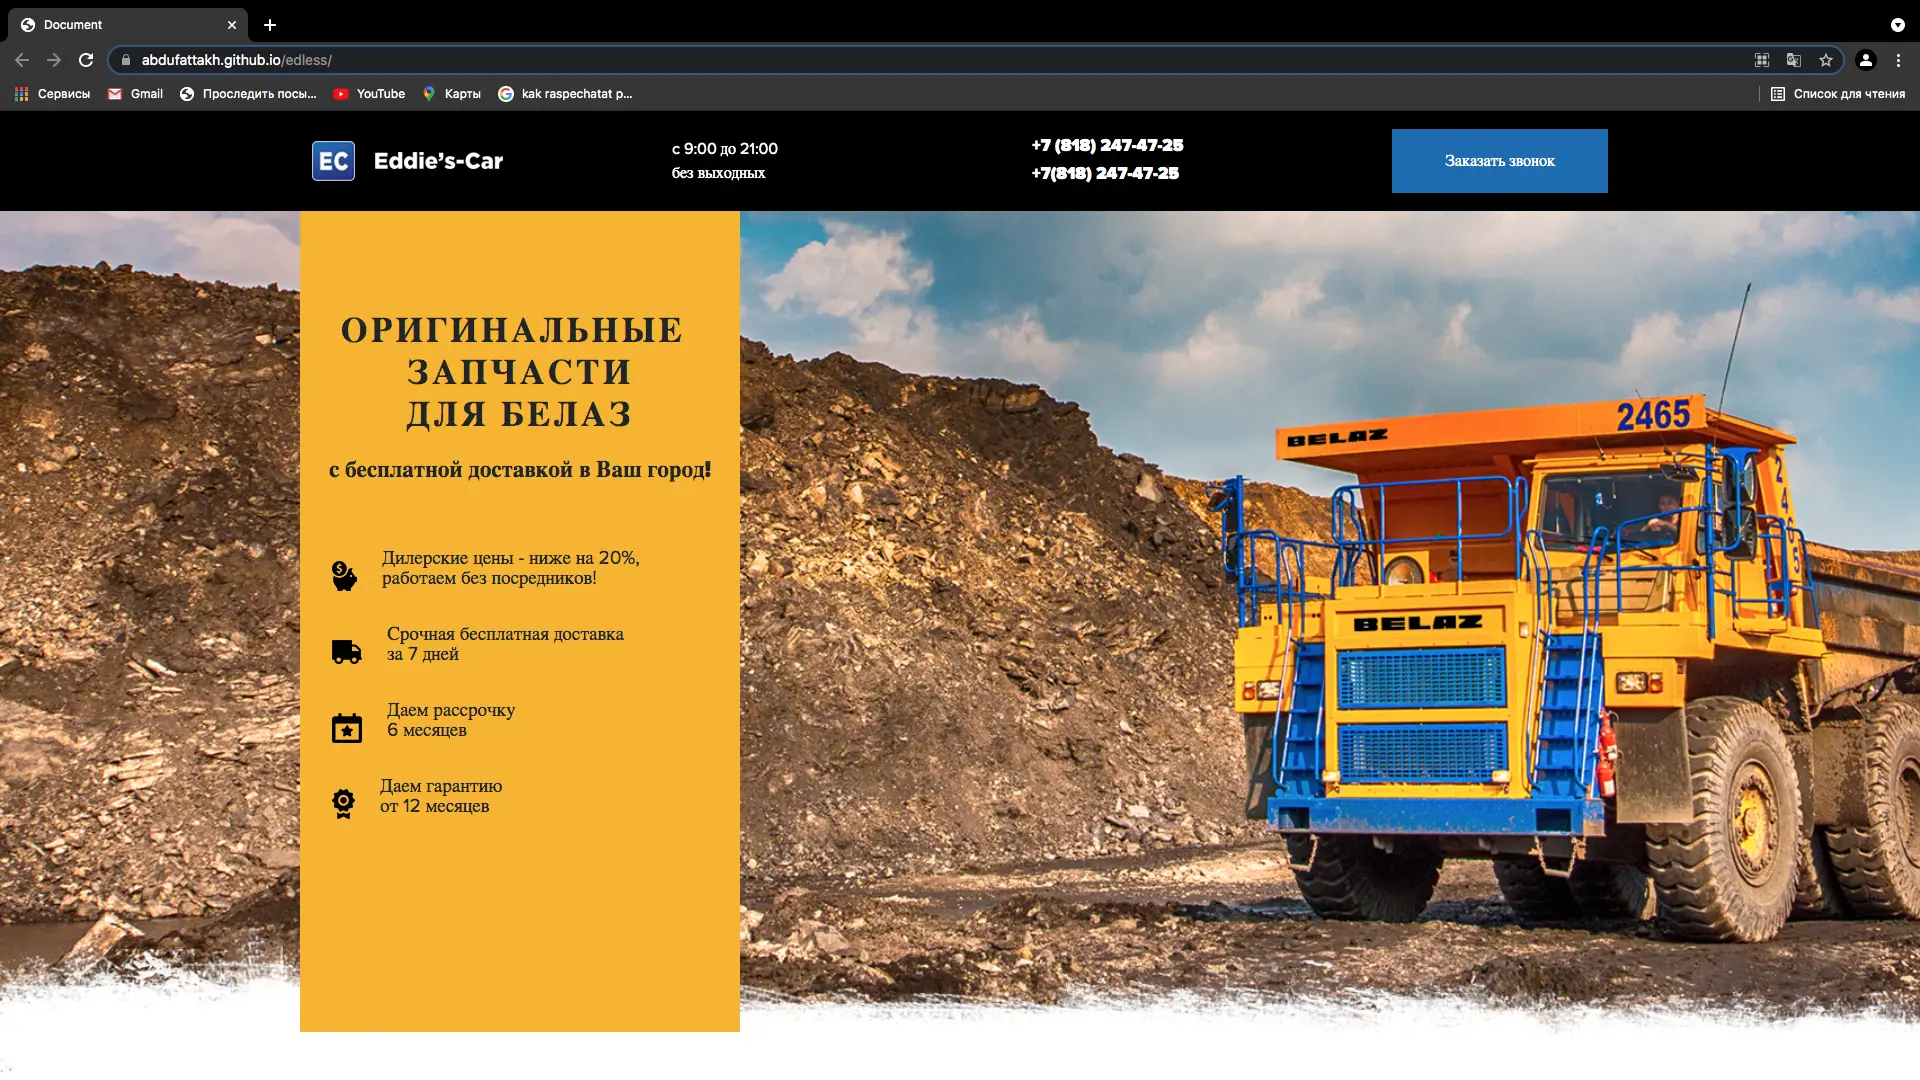 Document
abdufattakh.github.io/edless/
Сервисы
Gmail
Проследить посы...
YouTube
Карты
kak raspechatat p...
Список для чтения
EC
Eddie’s-Car
с 9:00 до 21:00
без выходных
+7 (818) 247-47-25
+7(818) 247-47-25
Заказать звонок
ОРИГИНАЛЬНЫЕ
ЗАПЧАСТИ
ДЛЯ БЕЛАЗ
с бесплатной доставкой в Ваш город!
Дилерские цены - ниже на 20%,
работаем без посредников!
Срочная бесплатная доставка
за 7 дней
Даем рассрочку
6 месяцев
Даем гарантию
от 12 месяцев
BELAZ
2465
2465
BELAZ